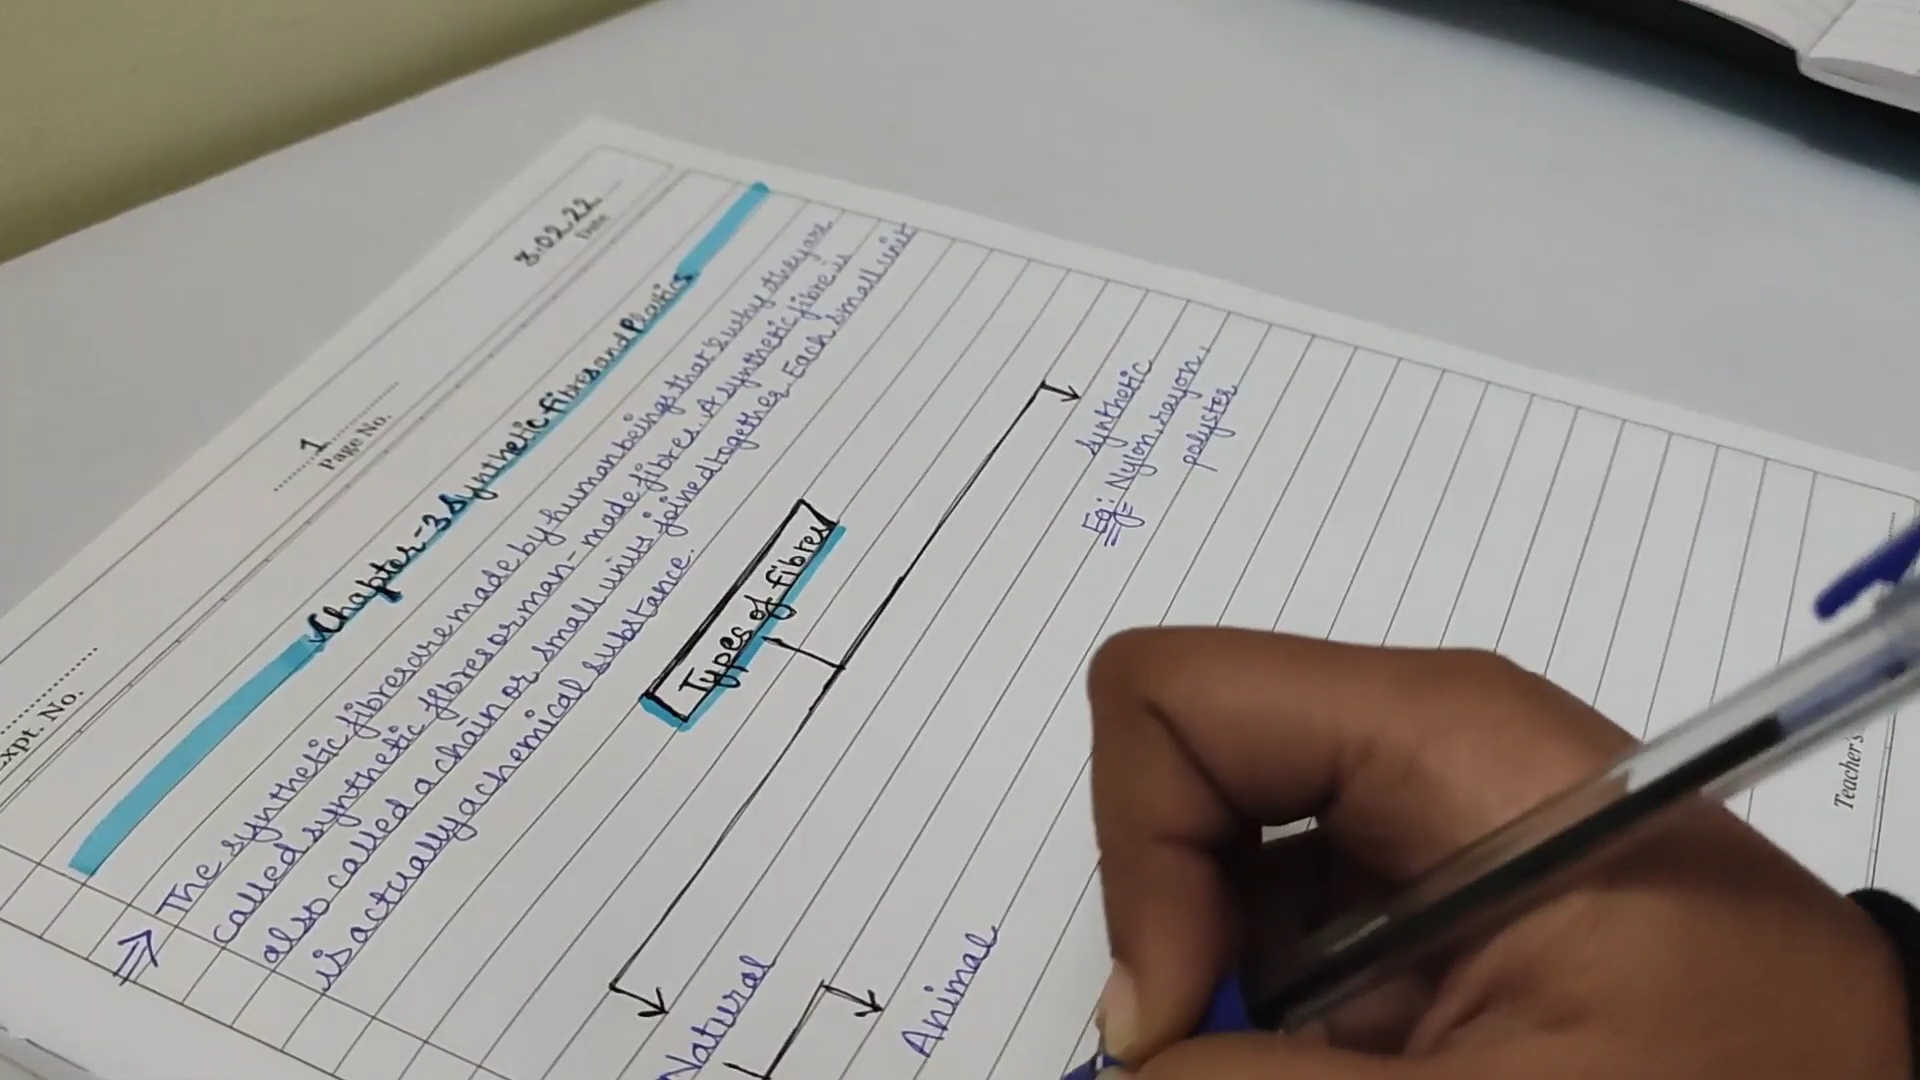 Expt. No.
1
Page No.
Date 3.02.22
Chapter-3 Synthetic fibres and Plastics
⇒ The synthetic fibres are made by human beings that's why they are
called synthetic fibres or man-made fibres. A synthetic fibre is
also called a chain or small units joined together. Each small unit
is actually a chemical substance.
Types of fibres
Natural
synthetic
Eg: Nylon, rayon,
polyster
Animal
Teacher's